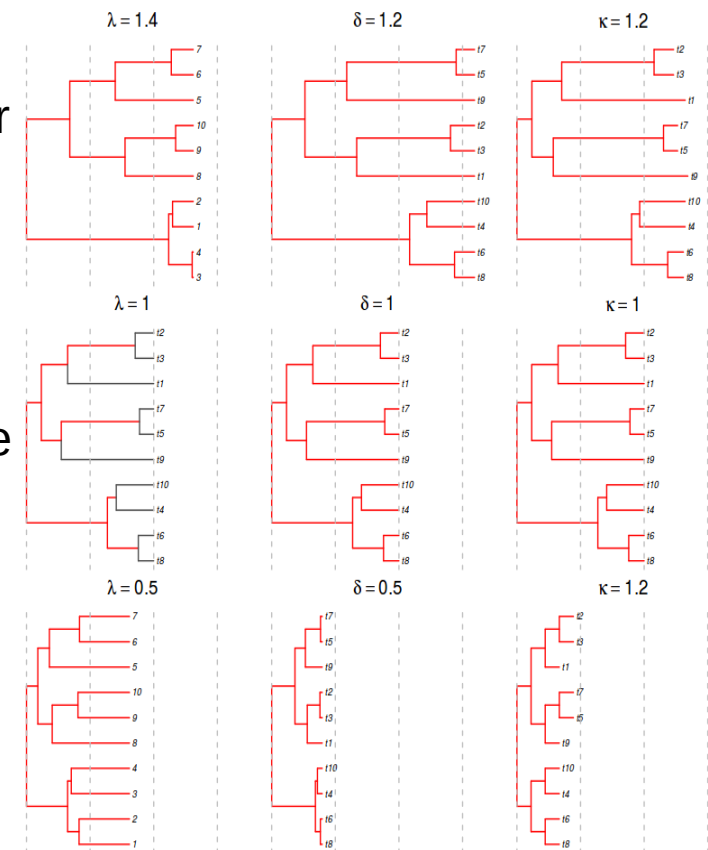 λ = 1.4
δ = 1.2
κ = 1.2
r
7
6
5
10
9
8
2
1
4
3
t7
t5
t9
t2
t3
t1
t10
t4
t6
t8
t2
t3
t1
t7
t5
t9
t10
t4
t6
t8
λ = 1
δ = 1
κ = 1
e
t2
t3
t1
t7
t5
t9
t10
t4
t6
t8
t2
t3
t1
t7
t5
t9
t10
t4
t6
t8
t2
t3
t1
t7
t5
t9
t10
t4
t6
t8
λ = 0.5
δ = 0.5
κ = 1.2
7
6
5
10
9
8
4
3
2
1
t7
t5
t9
t2
t3
t1
t10
t4
t6
t8
t2
t3
t1
t7
t5
t9
t10
t4
t6
t8